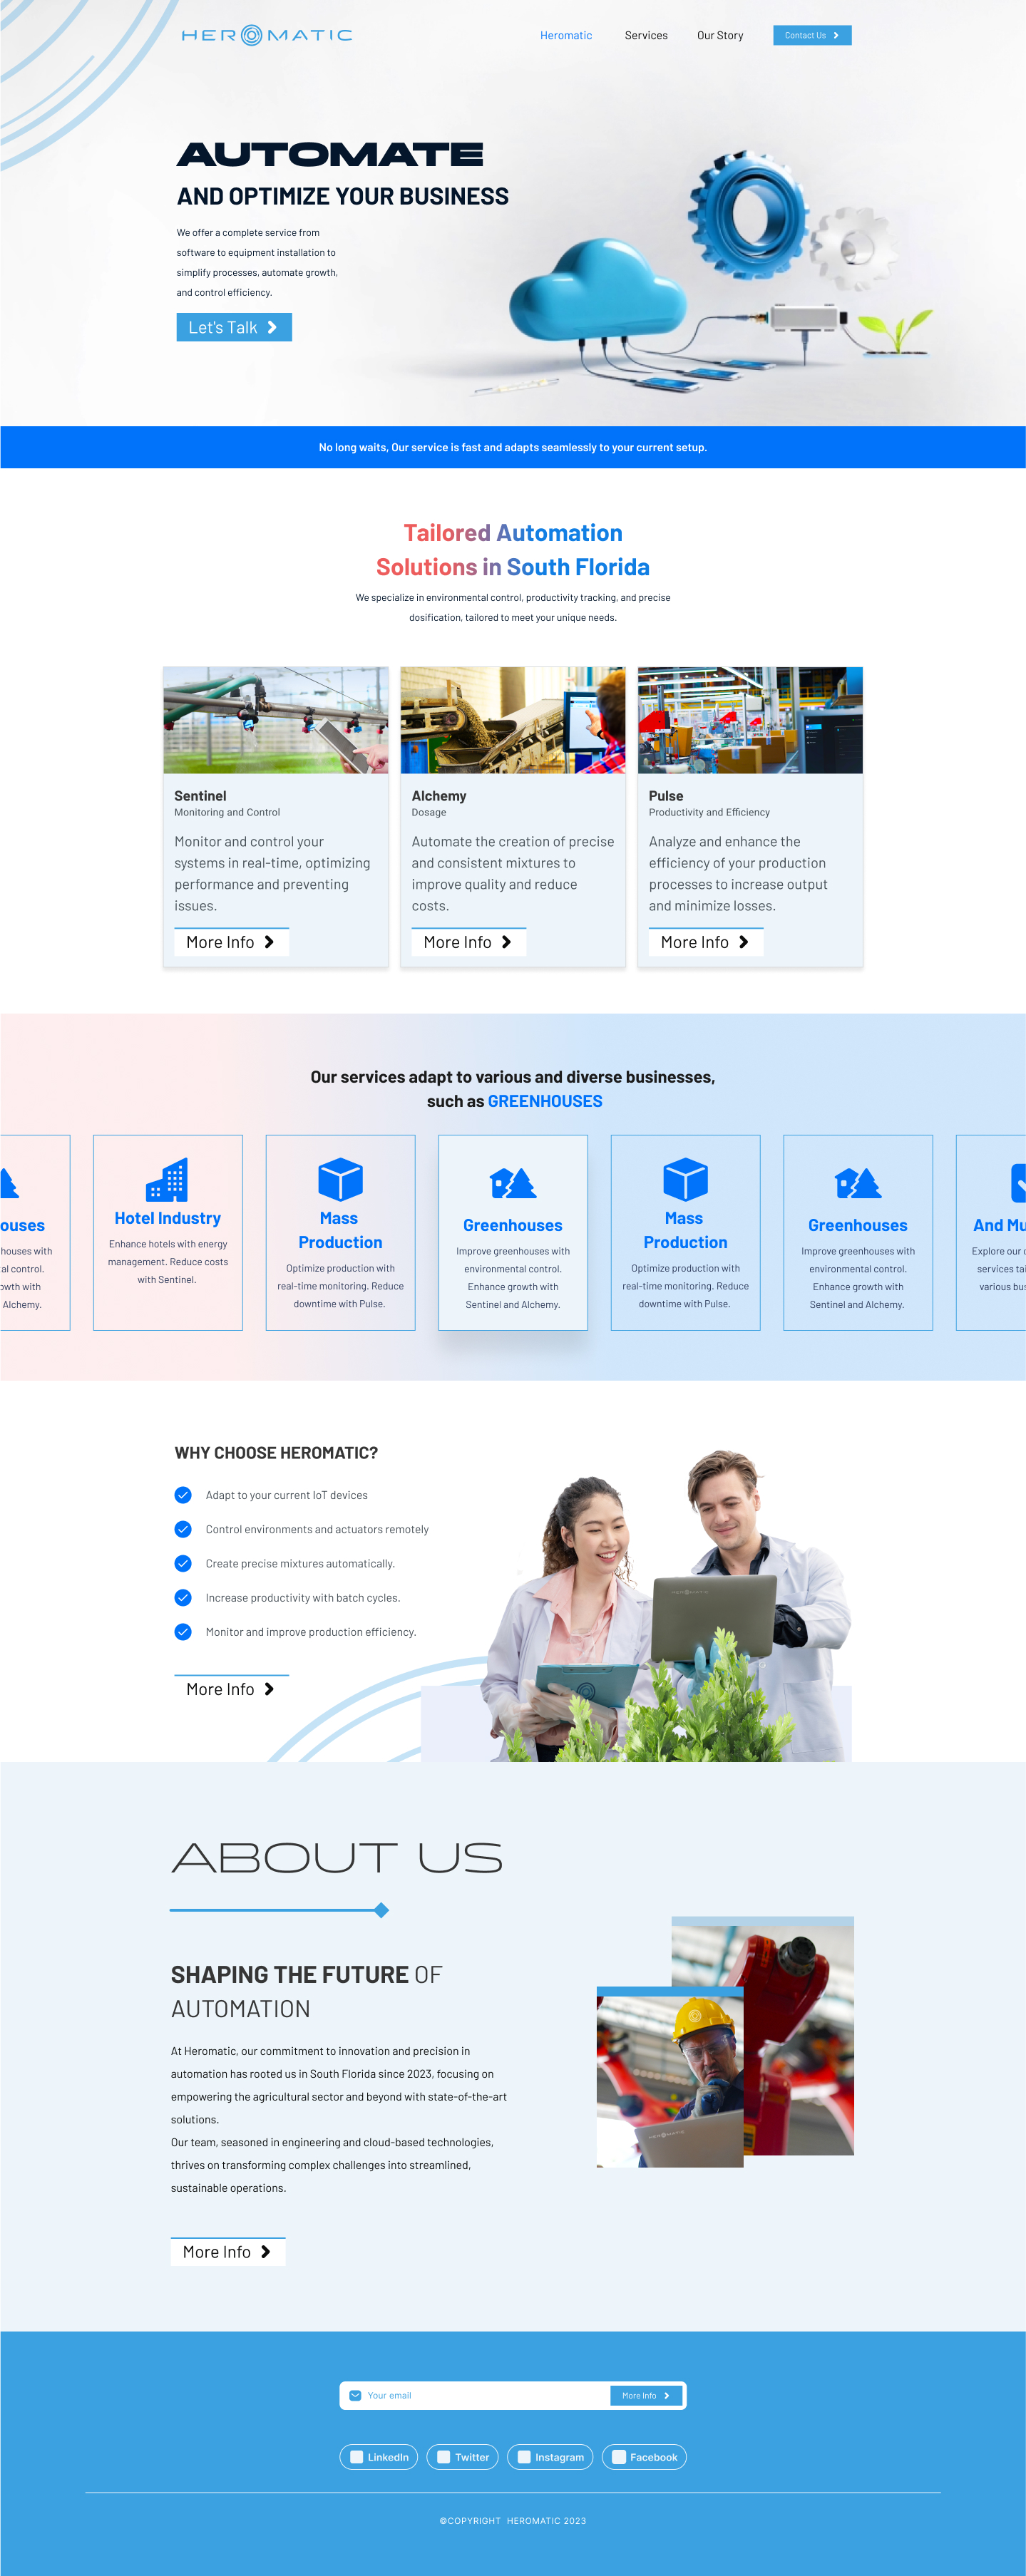 HEROMATIC
Heromatic
Services
Our Story
Contact Us
AUTOMATE
AND OPTIMIZE YOUR BUSINESS
We offer a complete service from
software to equipment installation to
simplify processes, automate growth,
and control efficiency.
Let's Talk
No long waits, Our service is fast and adapts seamlessly to your current setup.
Tailored Automation
Solutions in South Florida
We specialize in environmental control, productivity tracking, and precise
dosification, tailored to meet your unique needs.
Sentinel
Monitoring and Control
Monitor and control your
systems in real-time, optimizing
performance and preventing
issues.
More Info
Alchemy
Dosage
Automate the creation of precise
and consistent mixtures to
improve quality and reduce
costs.
More Info
Pulse
Productivity and Efficiency
Analyze and enhance the
efficiency of your production
processes to increase output
and minimize losses.
More Info
Our services adapt to various and diverse businesses,
such as GREENHOUSES
ouses
houses with
al control.
owth with
Alchemy.
Hotel Industry
Enhance hotels with energy
management. Reduce costs
with Sentinel.
Mass
Production
Optimize production with
real-time monitoring. Reduce
downtime with Pulse.
Greenhouses
Improve greenhouses with
environmental control.
Enhance growth with
Sentinel and Alchemy.
Mass
Production
Optimize production with
real-time monitoring. Reduce
downtime with Pulse.
Greenhouses
Improve greenhouses with
environmental control.
Enhance growth with
Sentinel and Alchemy.
And Mu
Explore our
services tai
various bus
WHY CHOOSE HEROMATIC?
Adapt to your current IoT devices
Control environments and actuators remotely
Create precise mixtures automatically.
Increase productivity with batch cycles.
Monitor and improve production efficiency.
More Info
HEROMATIC
ABOUT US
SHAPING THE FUTURE OF
AUTOMATION
At Heromatic, our commitment to innovation and precision in
automation has rooted us in South Florida since 2023, focusing on
empowering the agricultural sector and beyond with state-of-the-art
solutions.
Our team, seasoned in engineering and cloud-based technologies,
thrives on transforming complex challenges into streamlined,
sustainable operations.
More Info
HEROMATIC
Your email
More Info
LinkedIn
Twitter
Instagram
Facebook
©COPYRIGHT HEROMATIC 2023